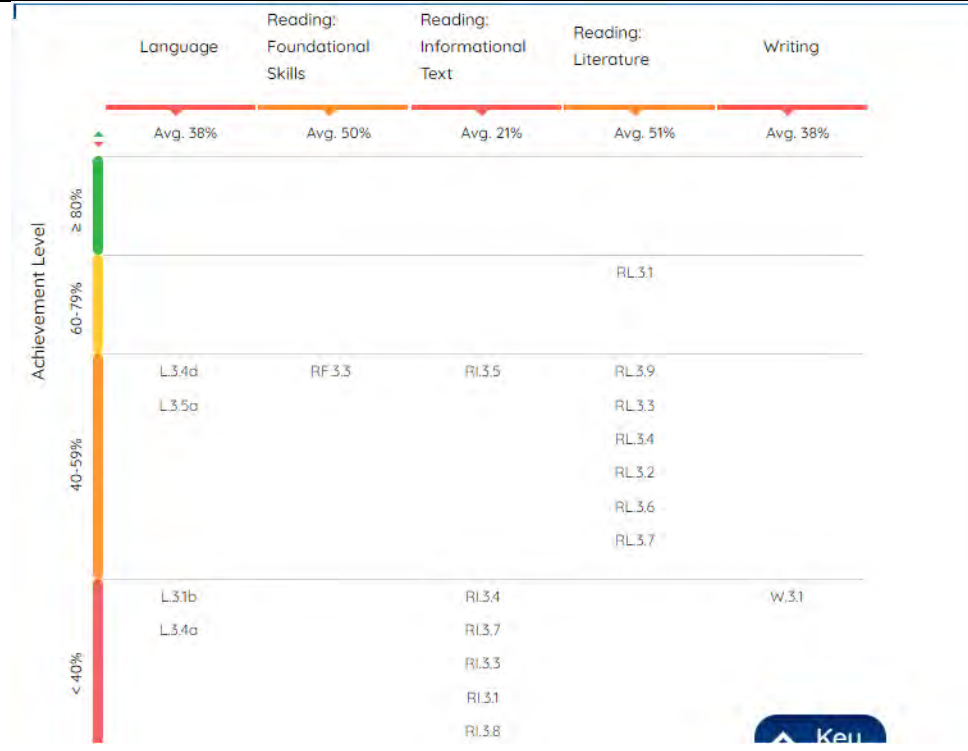 Language
Reading:
Foundational
Skills
Reading:
Informational
Text
Reading:
Literature
Writing
Avg. 38%
Avg. 50%
Avg. 21%
Avg. 51%
Avg. 38%
Achievement Level
≥ 80%
60-79%
RL.3.1
40-59%
L.3.4d
RF.3.3
RI.3.5
RL.3.9
L.3.5a
RL.3.3
RL.3.4
RL.3.2
RL.3.6
RL.3.7
< 40%
L.3.1b
RI.3.4
W.3.1
L.3.4a
RI.3.7
RI.3.3
RI.3.1
RI.3.8
Key